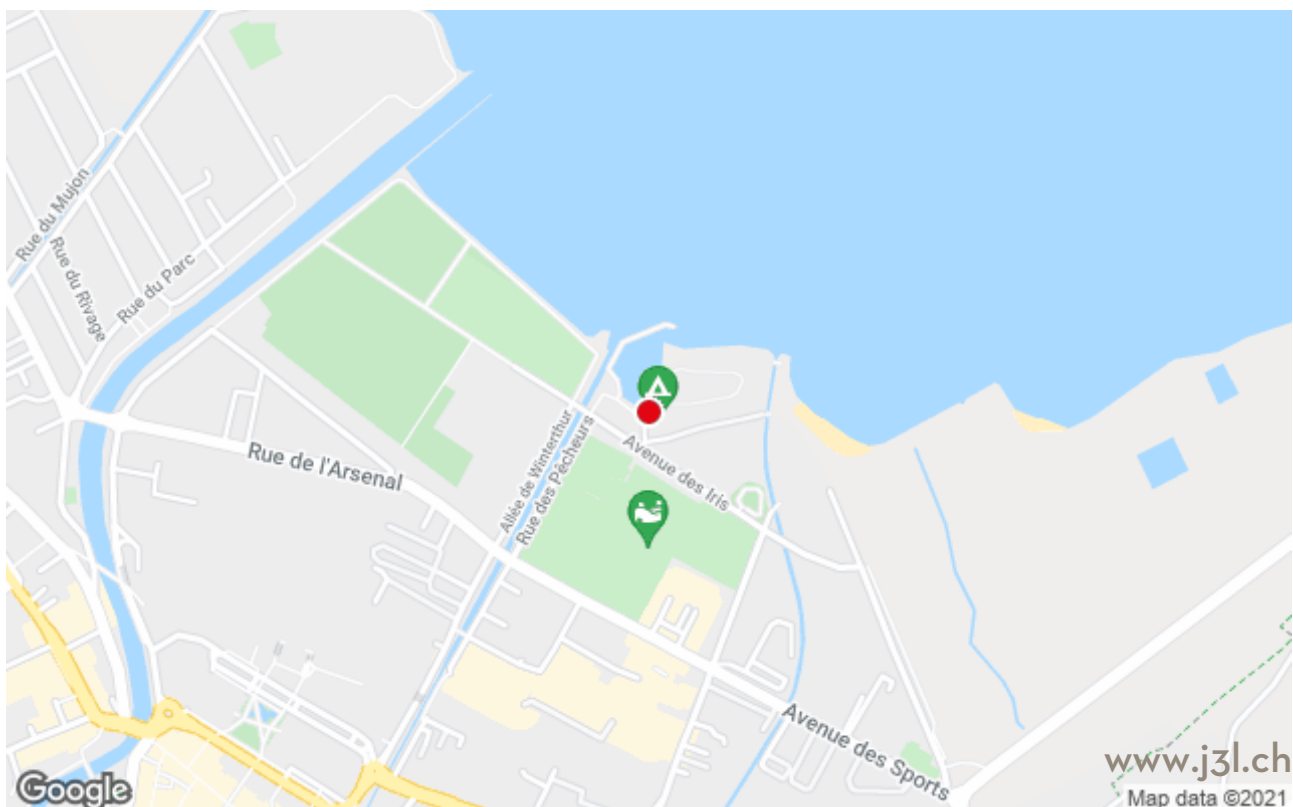 Rue du Mujon
Rue du Rivage
Rue du Parc
Rue de l'Arsenal
Allée de Winterthur
Rue des Pêcheurs
Avenue des Iris
Avenue des Sports
www.j3l.ch
Google
Map data ©2021